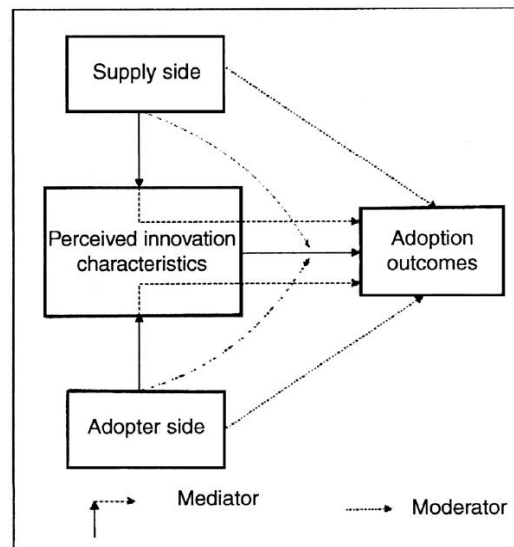 Supply side
Perceived innovation
characteristics
Adoption
outcomes
Adopter side
Mediator
Moderator